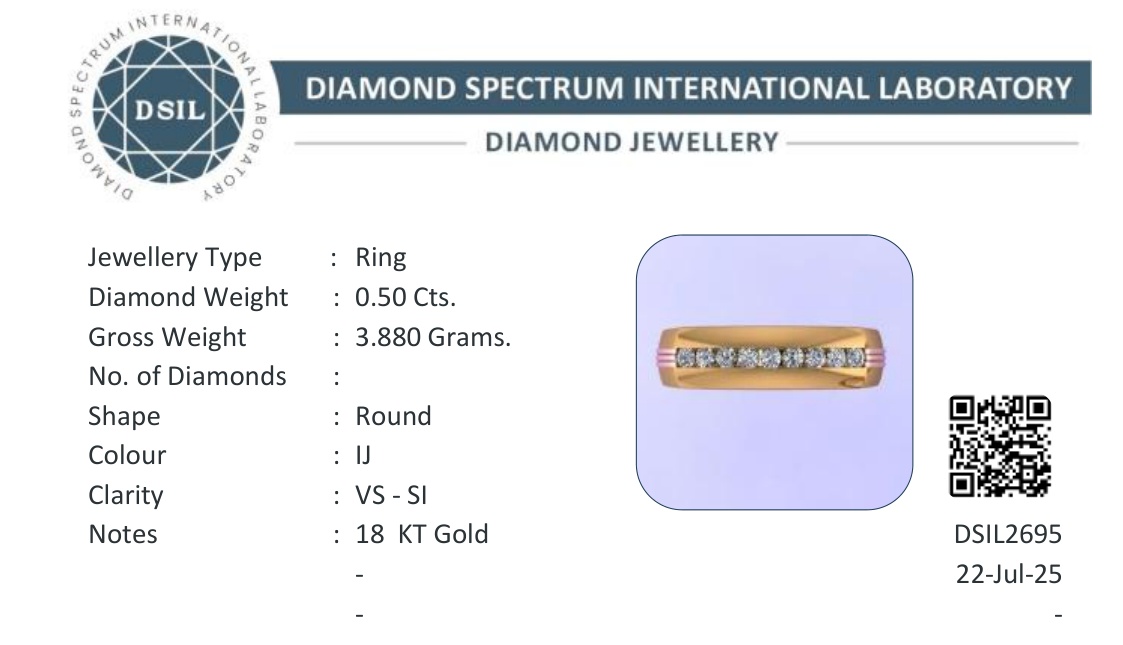 DIAMOND SPECTRUM INTERNATIONAL LABORATORY
DSIL
DIAMOND SPECTRUM INTERNATIONAL LABORATORY
DIAMOND JEWELLERY
Jewellery Type : Ring
Diamond Weight : 0.50 Cts.
Gross Weight : 3.880 Grams.
No. of Diamonds :
Shape : Round
Colour : IJ
Clarity : VS - SI
Notes : 18 KT Gold
-
-
DSIL2695
22-Jul-25
-